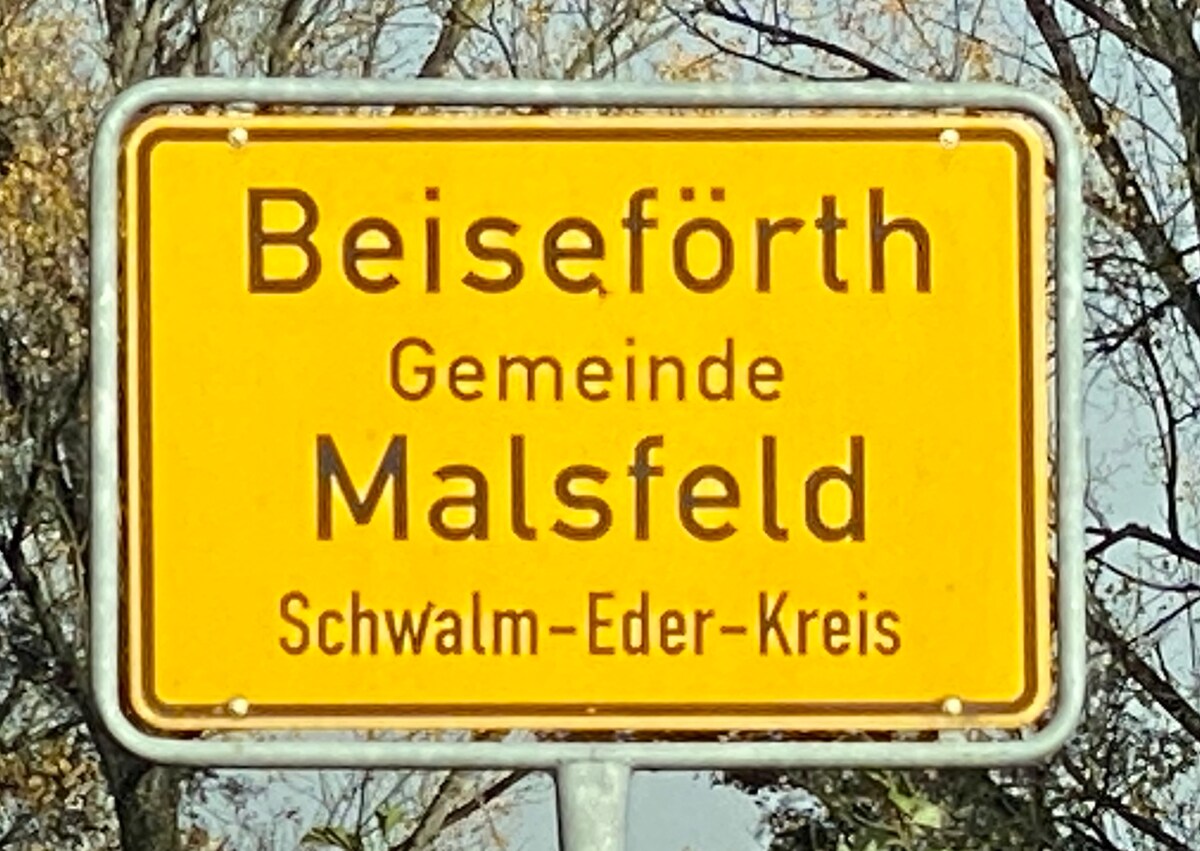 Beiseförth
Gemeinde
Malsfeld
Schwalm-Eder-Kreis